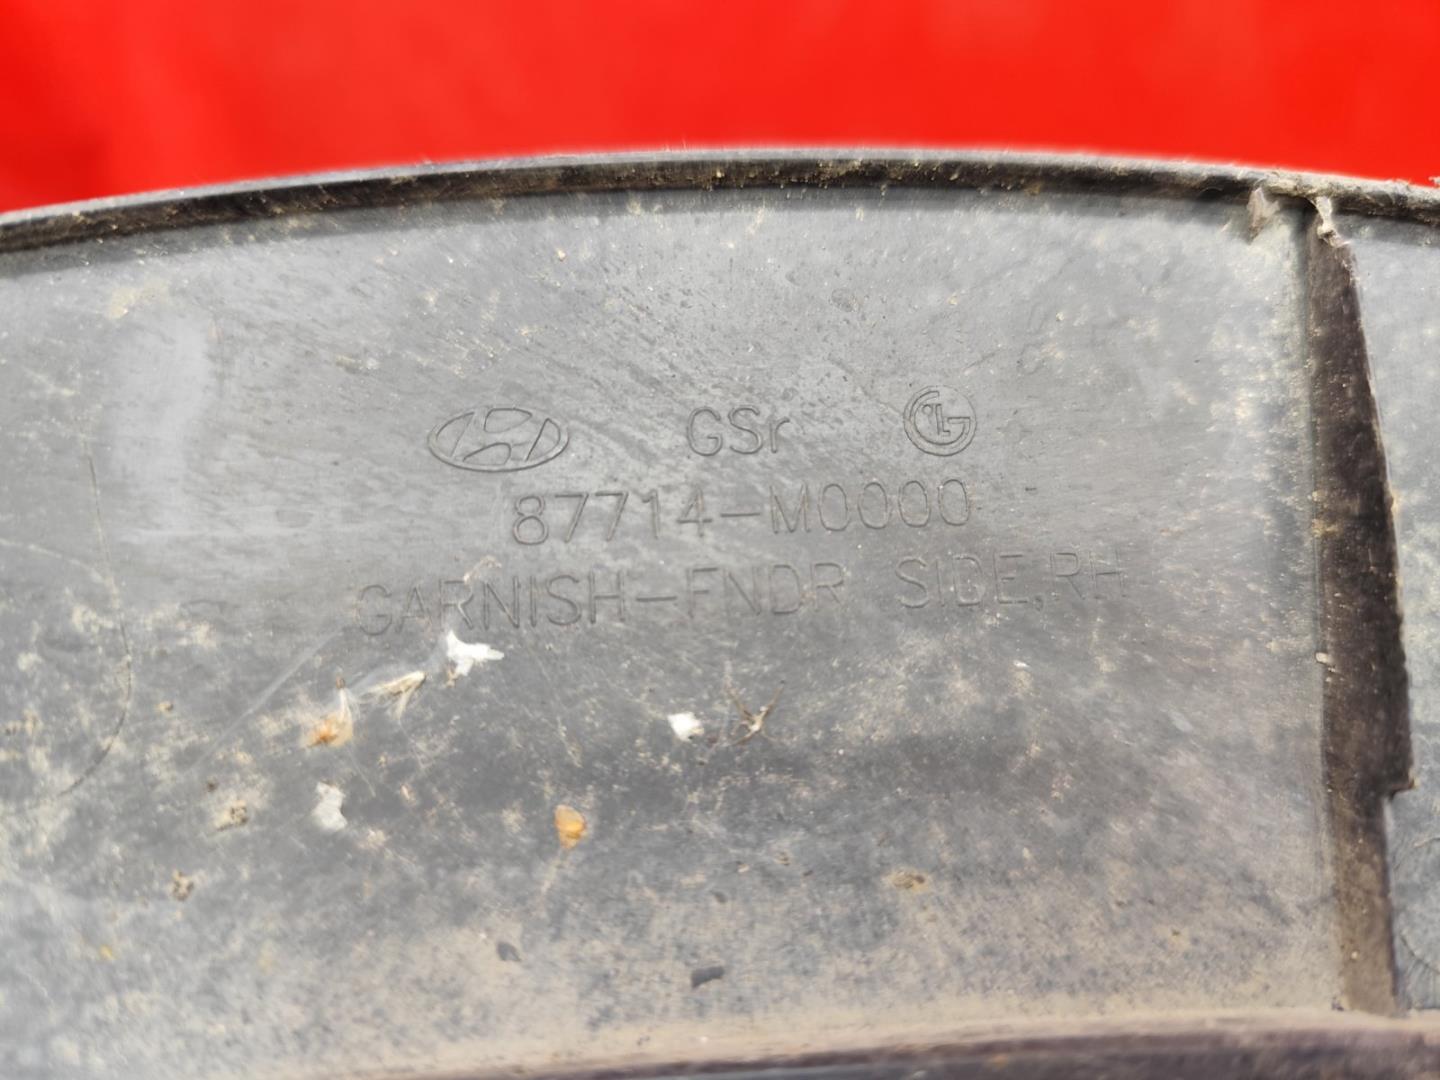 GSr
87714-M0000
GARNISH-FNDR SIDE,RH